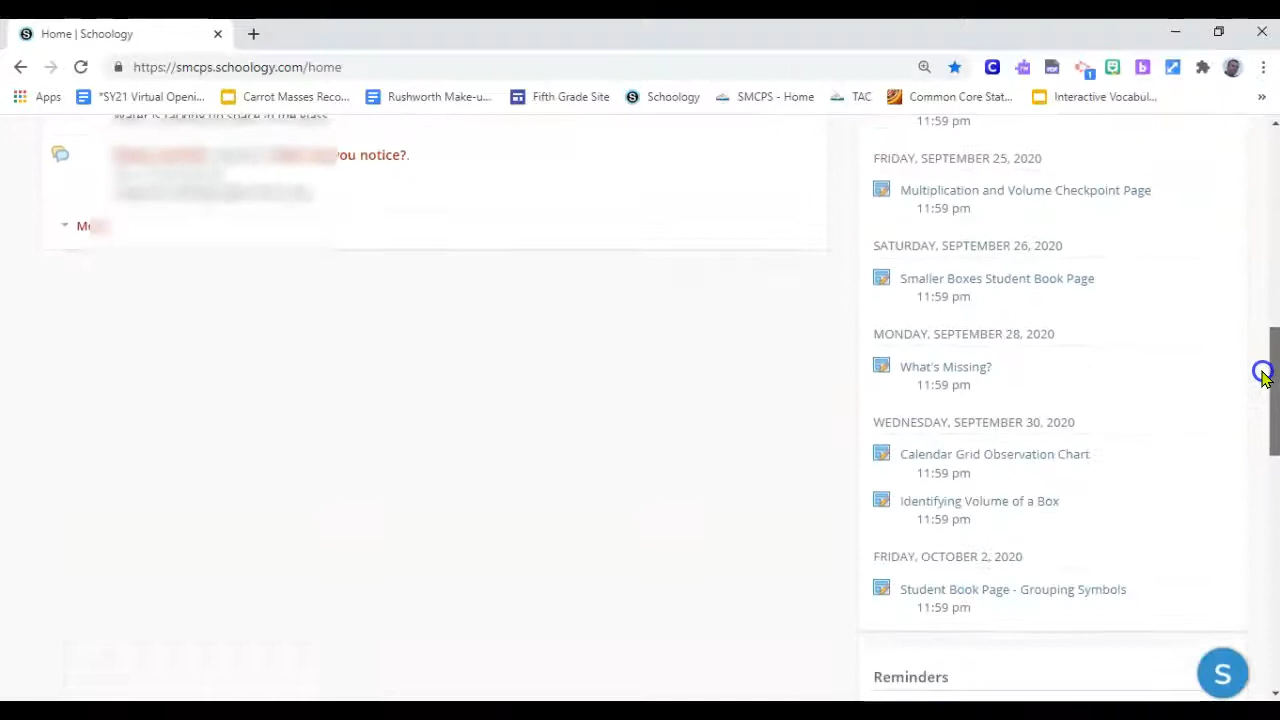 Home | Schoology
https://smcps.schoology.com/home
Apps
*SY21 Virtual Openi...
Carrot Masses Reco...
Rushworth Make-u...
Fifth Grade Site
Schoology
SMCPS - Home
TAC
Common Core Stat...
Interactive Vocabul...
»
you notice?.
11:59 pm
FRIDAY, SEPTEMBER 25, 2020
Multiplication and Volume Checkpoint Page
11:59 pm
SATURDAY, SEPTEMBER 26, 2020
Smaller Boxes Student Book Page
11:59 pm
MONDAY, SEPTEMBER 28, 2020
What's Missing?
11:59 pm
WEDNESDAY, SEPTEMBER 30, 2020
Calendar Grid Observation Chart
11:59 pm
Identifying Volume of a Box
11:59 pm
FRIDAY, OCTOBER 2, 2020
Student Book Page - Grouping Symbols
11:59 pm
Reminders
S